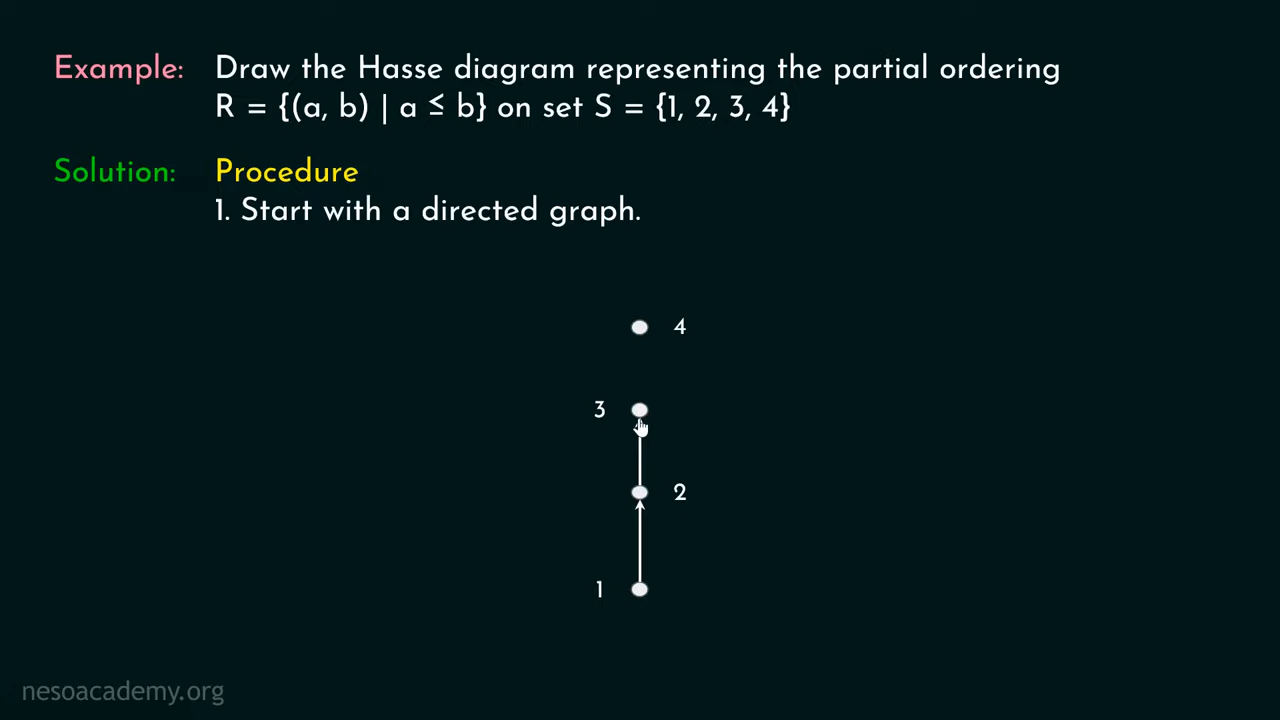 Example: Draw the Hasse diagram representing the partial ordering
R = {(a, b) | a ≤ b} on set S = {1, 2, 3, 4}
Solution: Procedure
1. Start with a directed graph.
4
3
2
1
nesoacademy.org